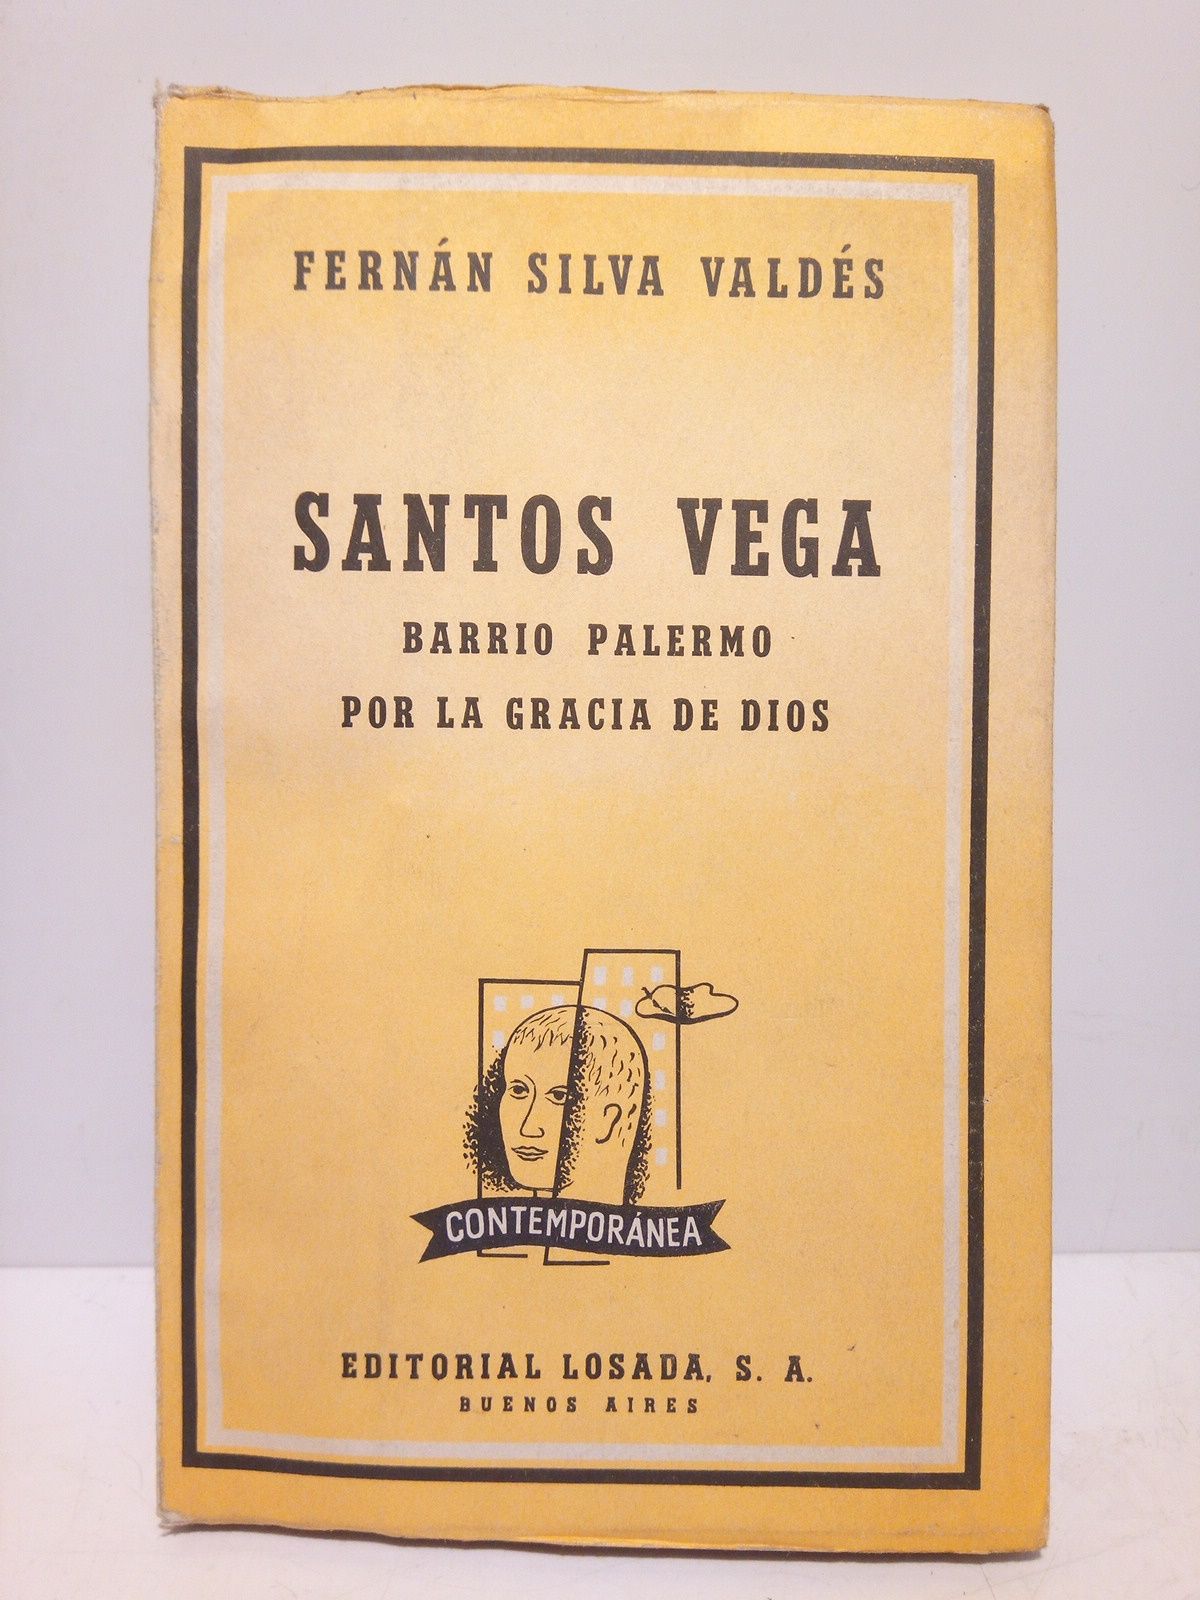 FERNÁN SILVA VALDÉS
SANTOS VEGA
BARRIO PALERMO
POR LA GRACIA DE DIOS
CONTEMPORÁNEA
EDITORIAL LOSADA, S. A.
BUENOS AIRES